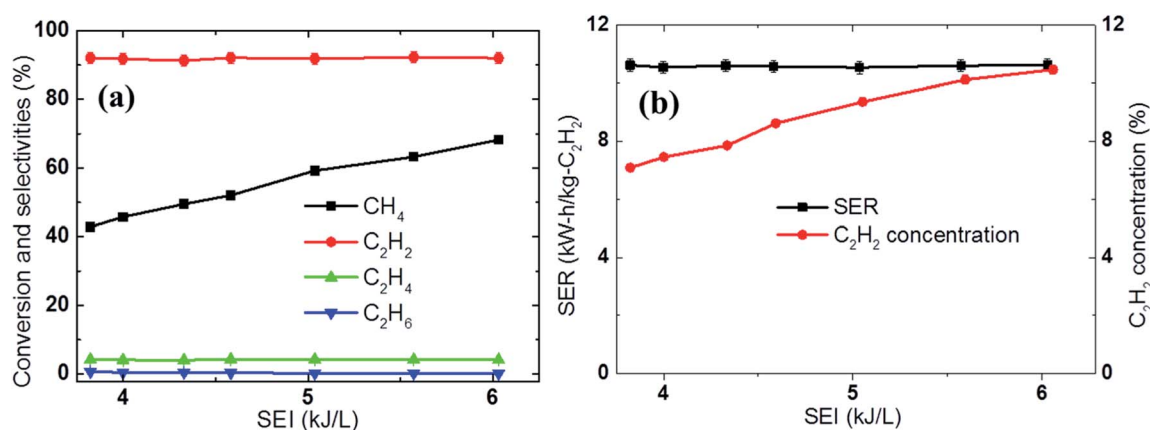 100
80
60
40
20
0
Conversion and selectivities (%)
(a)
CH₄
C₂H₂
C₂H₄
C₂H₆
4 5 6
SEI (kJ/L)
12
8
4
0
SER (kW-h/kg-C₂H₂)
(b)
SER
C₂H₂ concentration
4 5 6
SEI (kJ/L)
12
8
4
0
C₂H₂ concentration (%)